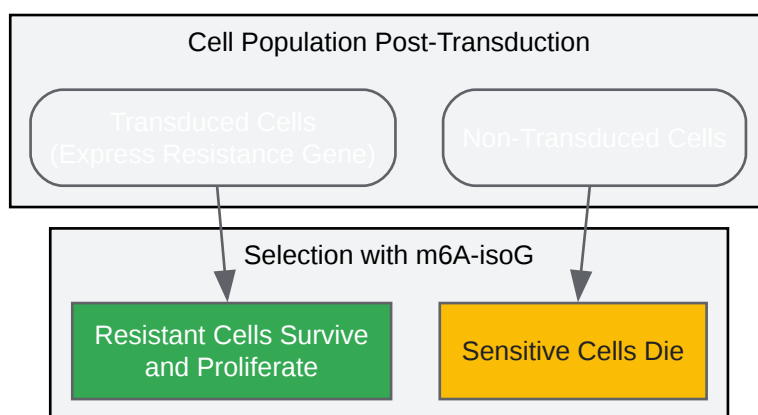 Cell Population Post-Transduction
Transduced Cells
(Express Resistance Gene)
Non-Transduced Cells
Selection with m6A-isoG
Resistant Cells Survive
and Proliferate
Sensitive Cells Die